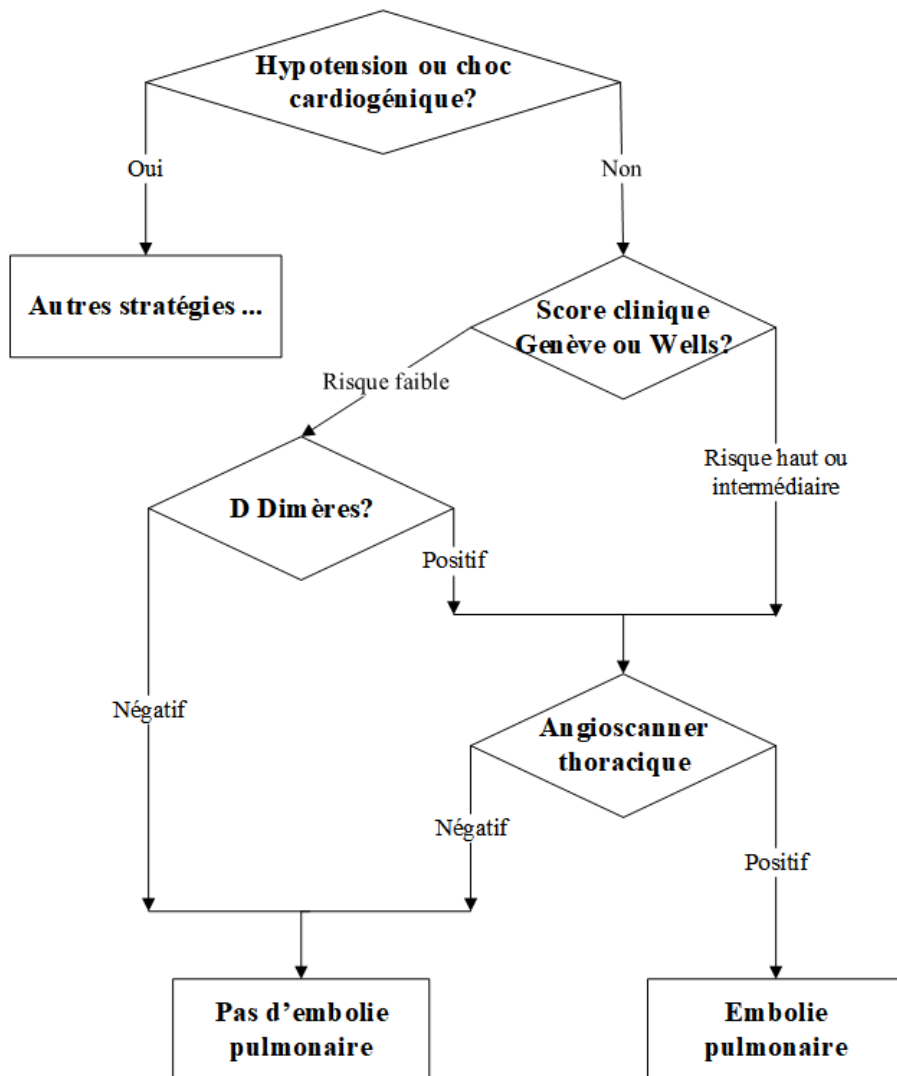 Hypotension ou choc
cardiogénique?
Oui
Non
Autres stratégies ...
Score clinique
Genève ou Wells?
Risque faible
Risque haut ou
intermédiaire
D Dimères?
Positif
Négatif
Angioscanner
thoracique
Négatif
Positif
Pas d’embolie
pulmonaire
Embolie
pulmonaire